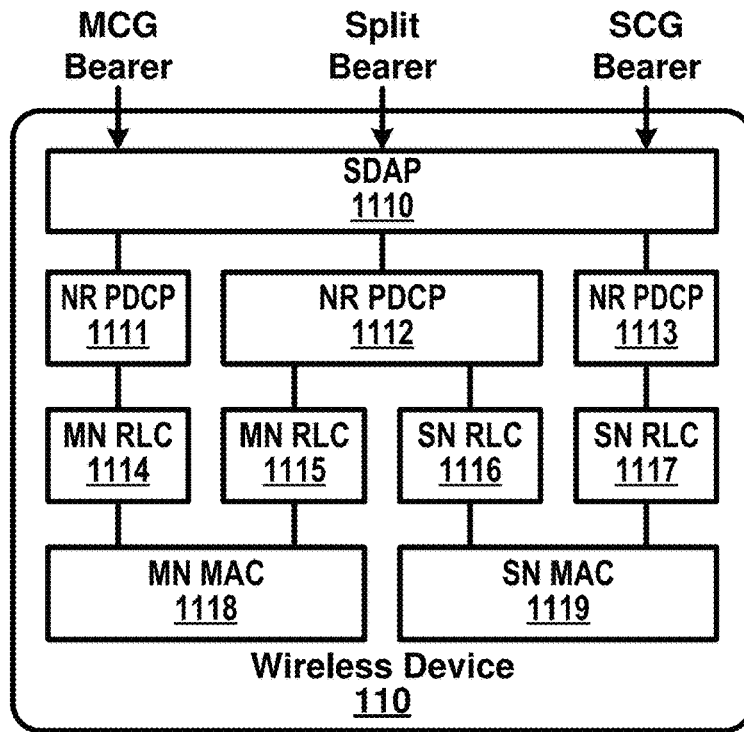 MCG Bearer
Split Bearer
SCG Bearer
SDAP
1110
NR PDCP
1111
NR PDCP
1112
NR PDCP
1113
MN RLC
1114
MN RLC
1115
SN RLC
1116
SN RLC
1117
MN MAC
1118
SN MAC
1119
Wireless Device
110